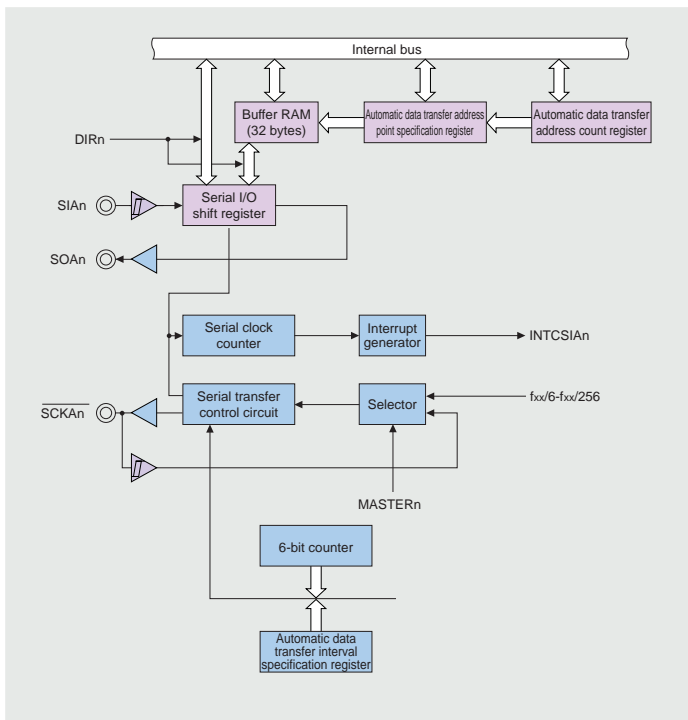 Internal bus
Buffer RAM
(32 bytes)
Automatic data transfer address
point specification register
Automatic data transfer
address count register
DIRn
SIAn
Serial I/O
shift register
SOAn
Serial clock
counter
Interrupt
generator
INTCSIAn
SCKAn
Serial transfer
control circuit
Selector
fxx/6-fxx/256
MASTERn
6-bit counter
Automatic data
transfer interval
specification register